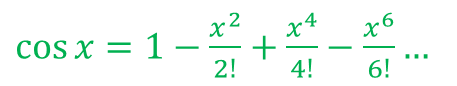 cos x = 1 − x²/2! + x⁴/4! − x⁶/6! ...